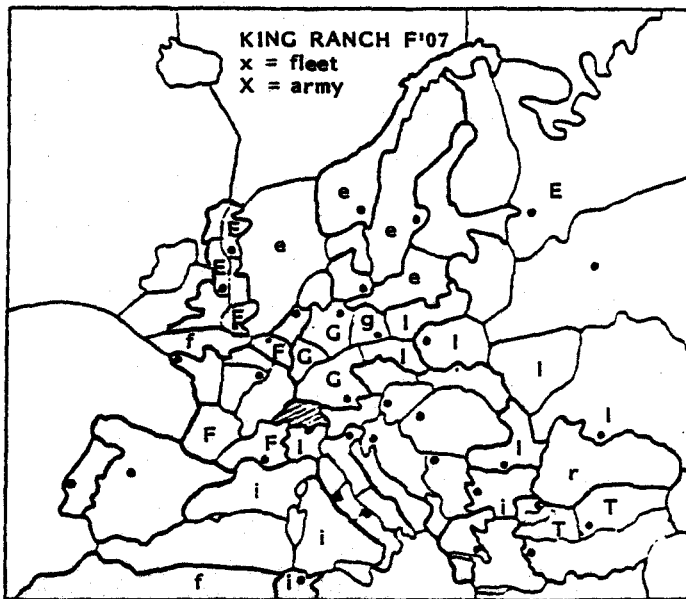 KING RANCH F'07
x = fleet
X = army
e E
E
e
E e
F G g I
f
F G I I
I
G
I
F
F I I
r
i i T
T
i
f i